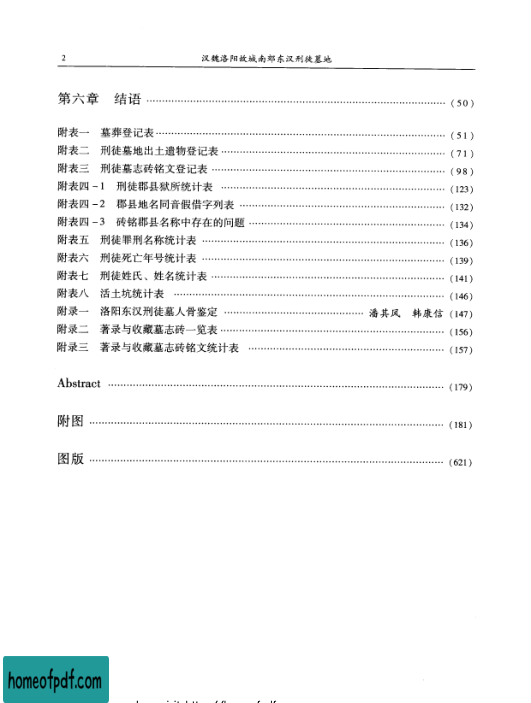 2 汉魏洛阳故城南郊东汉刑徒墓地
第六章 结语 (50)
附表一 墓葬登记表 (51)
附表二 刑徒墓地出土遗物登记表 (71)
附表三 刑徒墓志砖铭文登记表 (98)
附表四-1 刑徒郡县狱所统计表 (123)
附表四-2 郡县地名同音假借字列表 (132)
附表四-3 砖铭郡县名称中存在的问题 (134)
附表五 刑徒罪刑名称统计表 (136)
附表六 刑徒死亡年号统计表 (139)
附表七 刑徒姓氏、姓名统计表 (141)
附表八 活土坑统计表 (146)
附录一 洛阳东汉刑徒墓人骨鉴定 潘其风 韩康信 (147)
附录二 著录与收藏墓志砖一览表 (156)
附录三 著录与收藏墓志砖铭文统计表 (157)
Abstract (179)
附图 (181)
图版 (621)
homeofpdf.com